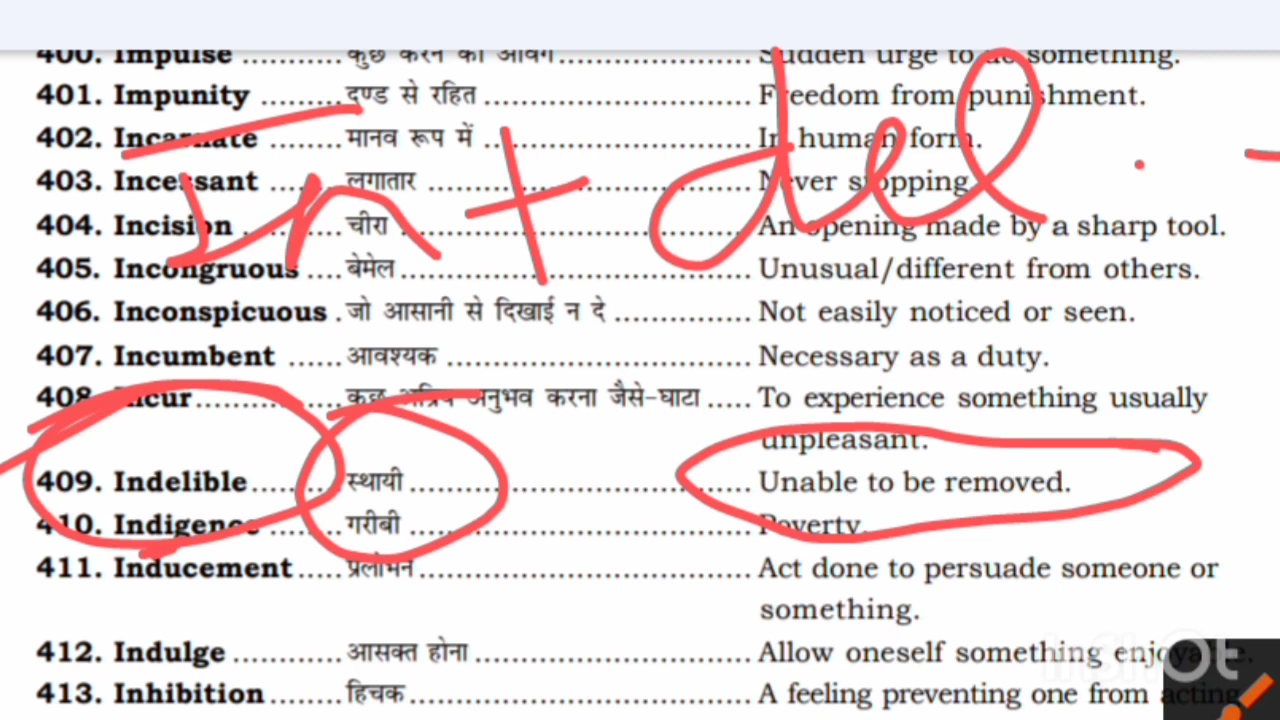 400. Impulse ........... कुछ करने का आवेग .................... Sudden urge to do something.
401. Impunity .......... दण्ड से रहित ............................ Freedom from punishment.
402. Incarnate ........ मानव रूप में ............................ In human form.
403. Incessant ........ लगातार .................................. Never stopping
404. Incision .......... चीरा ...................................... An opening made by a sharp tool.
405. Incongruous .... बेमेल..................................... Unusual/different from others.
406. Inconspicuous . जो आसानी से दिखाई न दे ............... Not easily noticed or seen.
407. Incumbent ...... आवश्यक ................................ Necessary as a duty.
408. Incur............... कुछ अप्रिय अनुभव करना जैसे-घाटा ..... To experience something usually
unpleasant.
409. Indelible.......... स्थायी .................................... Unable to be removed.
410. Indigence ........ गरीबी .................................... Poverty.
411. Inducement ..... प्रलोभन................................... Act done to persuade someone or
something.
412. Indulge ........... आसक्त होना ............................. Allow oneself something enjoyable.
413. Inhibition ........ हिचक ................................... A feeling preventing one from acting
In + del
InShOt